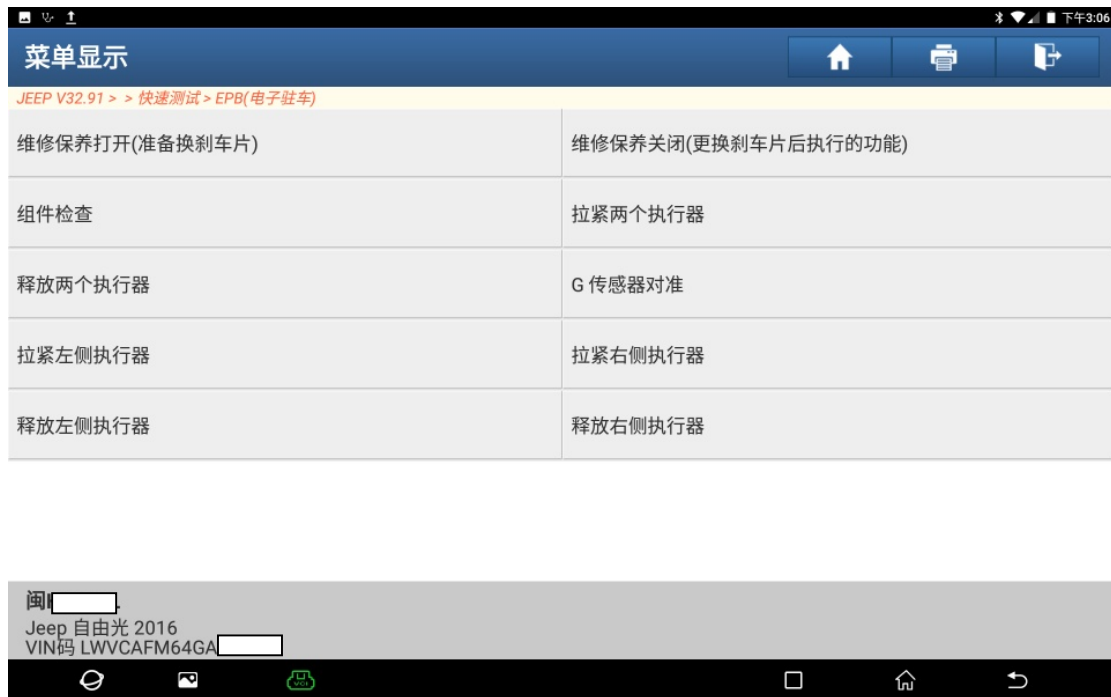 下午3:06
菜单显示
JEEP V32.91 > > 快速测试 > EPB(电子驻车)
维修保养打开(准备换刹车片)
维修保养关闭(更换刹车片后执行的功能)
组件检查
拉紧两个执行器
释放两个执行器
G 传感器对准
拉紧左侧执行器
拉紧右侧执行器
释放左侧执行器
释放右侧执行器
闽
Jeep 自由光 2016
VIN码 LWVCAFM64GA
VCI